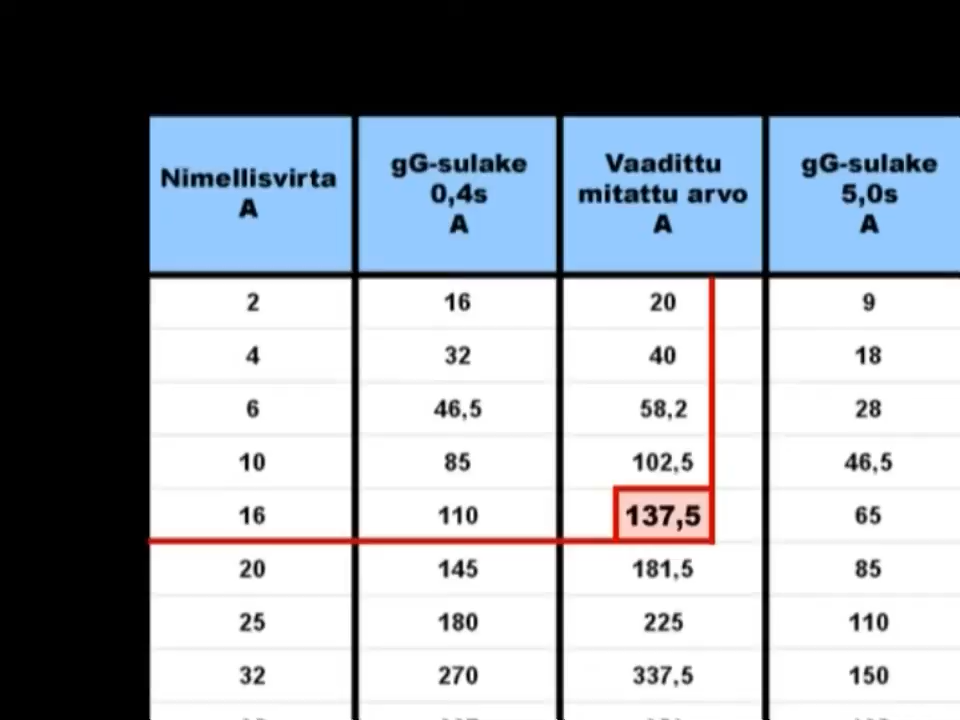 Nimellisvirta
A
gG-sulake
0,4s
A
Vaadittu
mitattu arvo
A
gG-sulake
5,0s
A
2 16 20 9
4 32 40 18
6 46,5 58,2 28
10 85 102,5 46,5
16 110 137,5 65
20 145 181,5 85
25 180 225 110
32 270 337,5 150